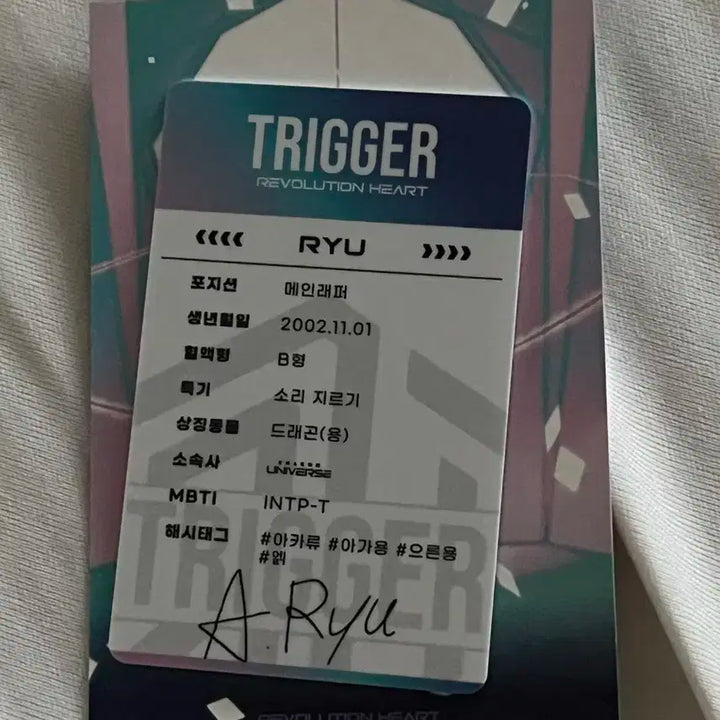 TRIGGER
REVOLUTION HEART
RYU
포지션 메인래퍼
생년월일 2002.11.01
혈액형 B형
특기 소리 지르기
상징동물 드래곤(용)
소속사 UNIVERSE
MBTI INTP-T
해시태그 #아카류 #아가용 #으른용
#왥
TRIGGER
A.Ryu
REVOLUTION HEART